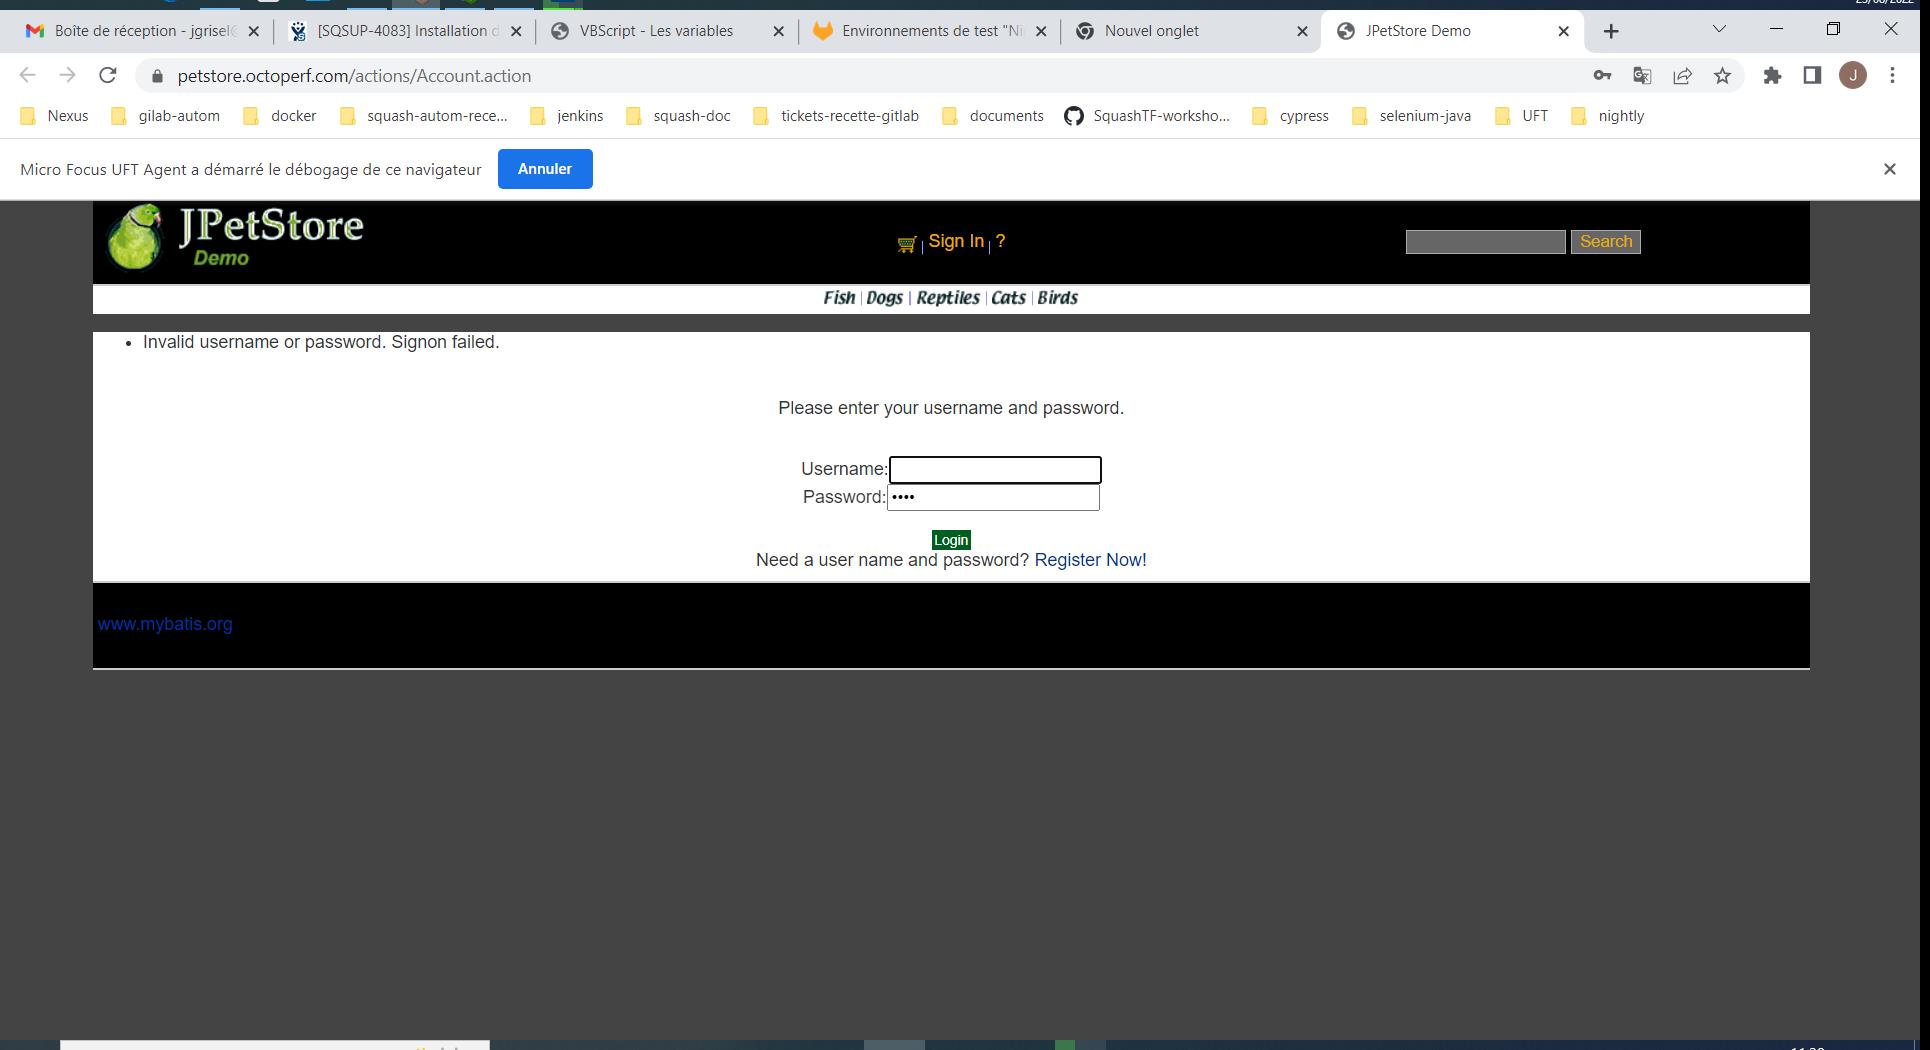 Boîte de réception - jgrisel
[SQSUP-4083] Installation d
VBScript - Les variables
Environnements de test "Ni
Nouvel onglet
JPetStore Demo
petstore.octoperf.com/actions/Account.action
J
Nexus
gilab-autom
docker
squash-autom-rece...
jenkins
squash-doc
tickets-recette-gitlab
documents
SquashTF-worksho...
cypress
selenium-java
UFT
nightly
Micro Focus UFT Agent a démarré le débogage de ce navigateur
Annuler
JPetStore
Demo
Sign In
?
Search
Fish | Dogs | Reptiles | Cats | Birds
• Invalid username or password. Signon failed.
Please enter your username and password.
Username:
Password: ••••
Login
Need a user name and password? Register Now!
www.mybatis.org